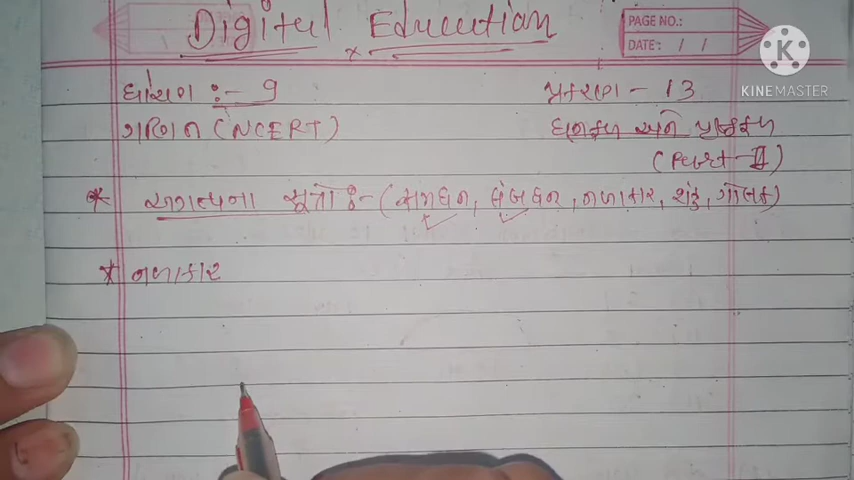 Digital Education
PAGE NO.:
DATE: / /
KINEMASTER
ધોરણ :- 9
પ્રકરણ - 13
ગણિત (NCERT)
ઘનફળ અને પૃષ્ઠફળ
(Part-II)
* અગત્યના સૂત્રો :- (સમઘન, લંબઘન, નળાકાર, શંકુ, ગોલક)
* નળાકાર